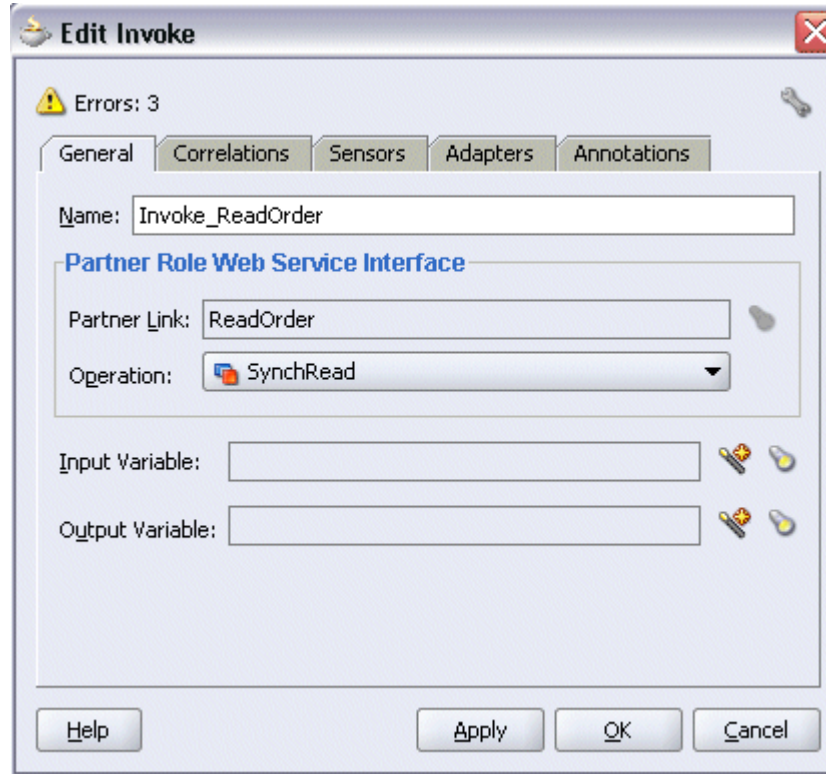 Edit Invoke
Errors: 3
General Correlations Sensors Adapters Annotations
Name: Invoke_ReadOrder
Partner Role Web Service Interface
Partner Link: ReadOrder
Operation: SynchRead
Input Variable:
Output Variable:
Help Apply OK Cancel